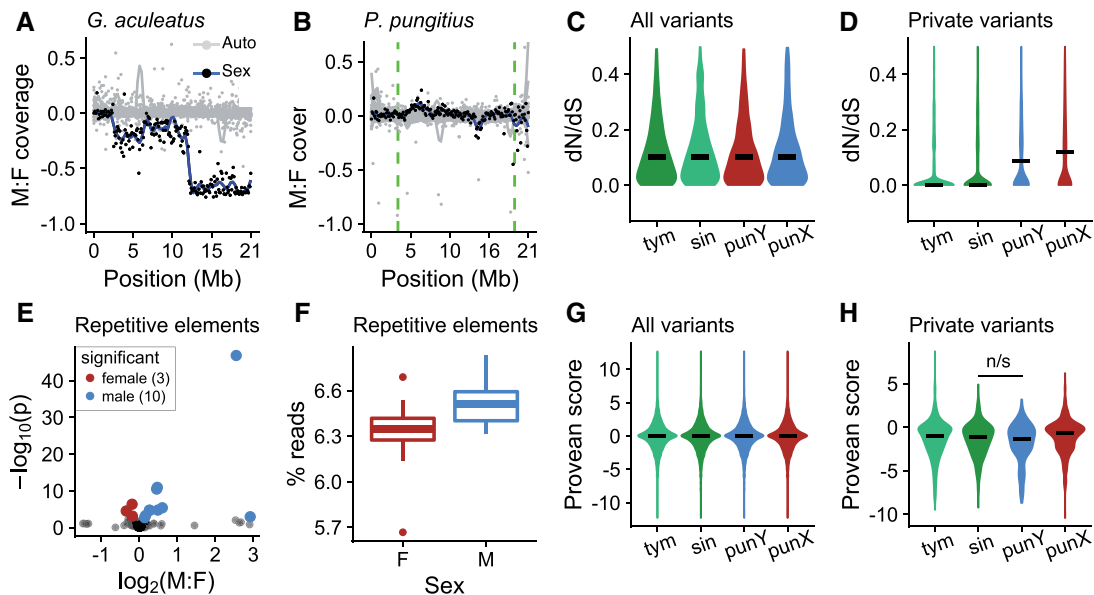 A G. aculeatus
Auto
Sex
M:F coverage
0.5
0.0
-0.5
-1.0
0 5 10 15 21
Position (Mb)
B P. pungitius
M:F cover
0.5
0.0
-0.5
-1.0
0 5 10 16 21
Position (Mb)
C All variants
dN/dS
0.4
0.2
0.0
tym sin punY punX
D Private variants
dN/dS
0.4
0.2
0.0
tym sin punY punX
E Repetitive elements
significant
female (3)
male (10)
−log10(p)
40
30
20
10
0
-1 0 1 2 3
log2(M:F)
F Repetitive elements
% reads
6.6
6.3
6.0
5.7
F M
Sex
G All variants
Provean score
10
5
0
-5
-10
tym sin punY punX
H Private variants
n/s
Provean score
10
5
0
-5
-10
tym sin punY punX